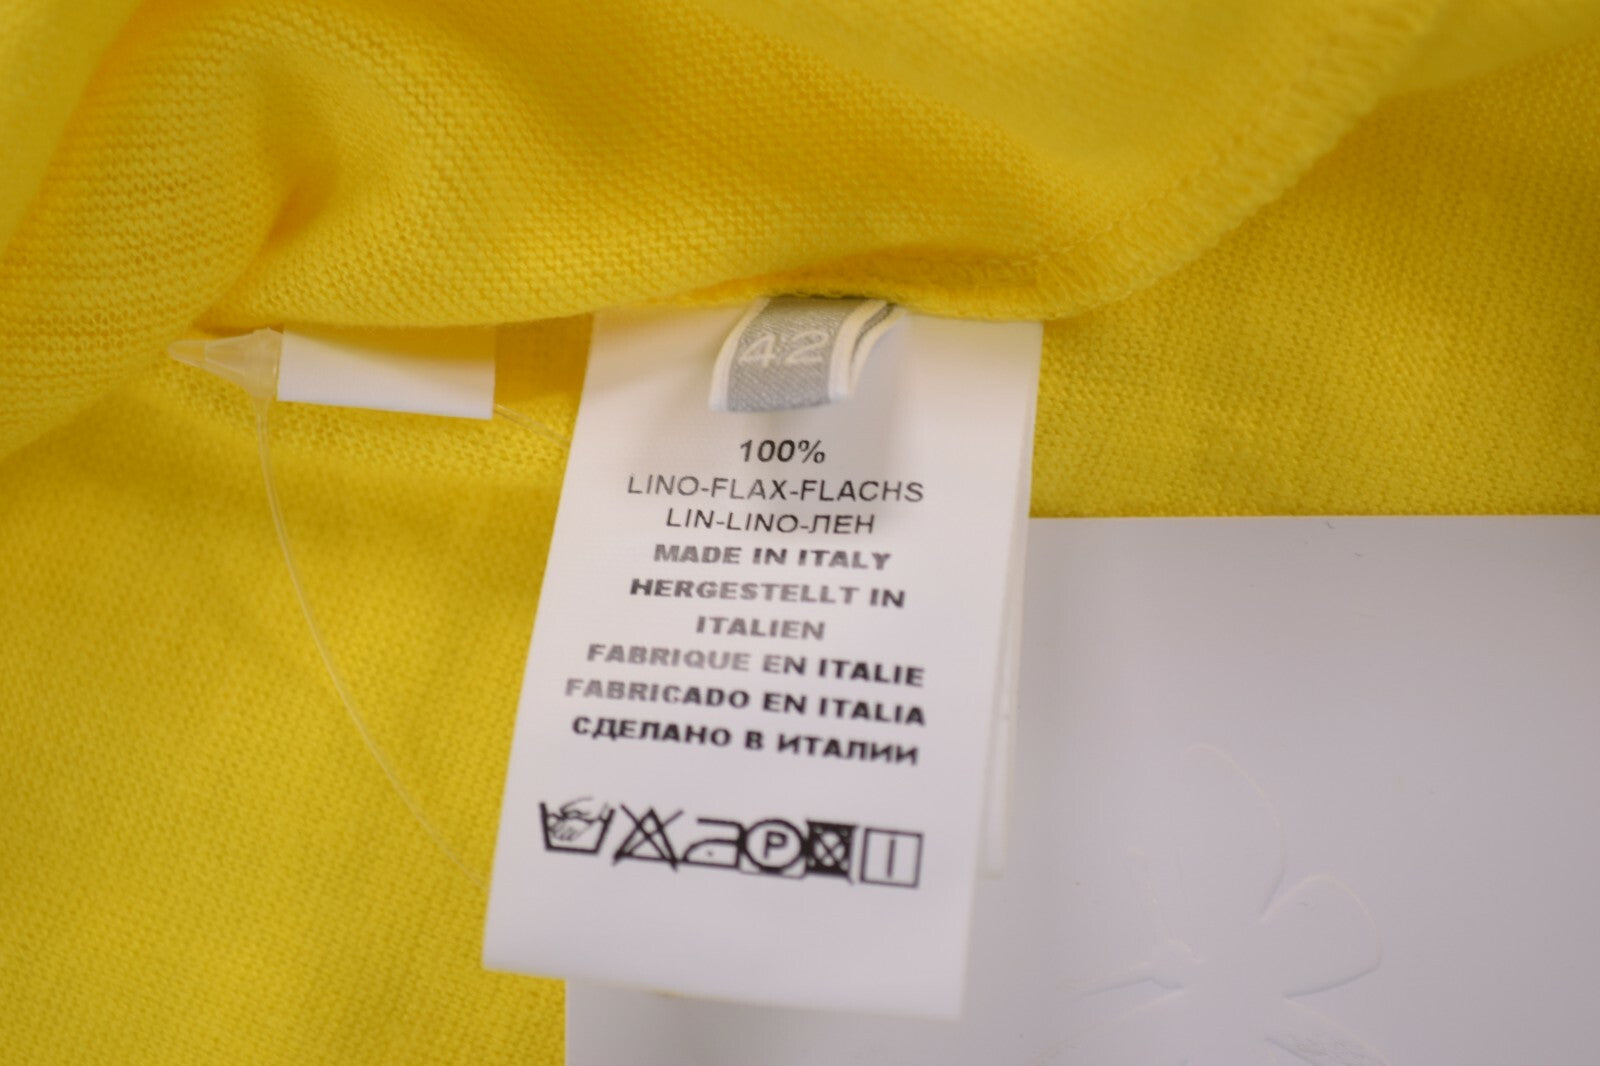 42
100%
LINO-FLAX-FLACHS
LIN-LINO-ЛЕН
MADE IN ITALY
HERGESTELLT IN
ITALIEN
FABRIQUE EN ITALIE
FABRICADO EN ITALIA
СДЕЛАНО В ИТАЛИИ
P